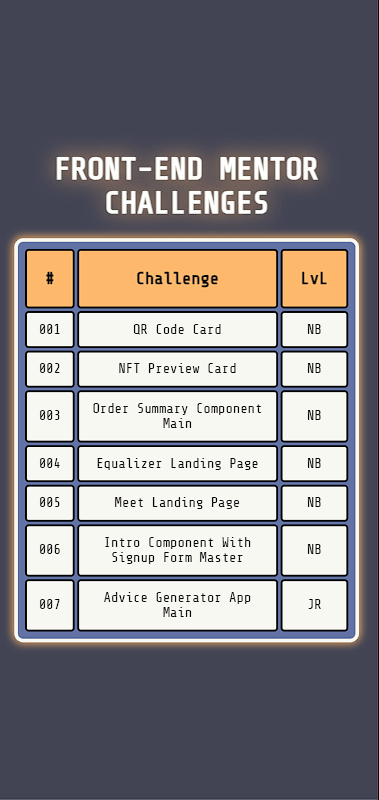 FRONT-END MENTOR
CHALLENGES
# Challenge LvL
001 QR Code Card NB
002 NFT Preview Card NB
003 Order Summary Component
Main NB
004 Equalizer Landing Page NB
005 Meet Landing Page NB
006 Intro Component With
Signup Form Master NB
007 Advice Generator App
Main JR